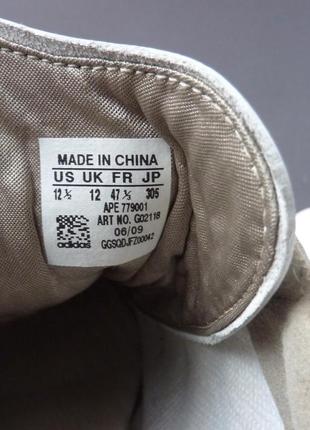 MADE IN CHINA
US UK FR JP
12½ 12 47⅓ 305
APE 779001
ART NO. G02118
06/09
adidas GGSQDJFZ00042